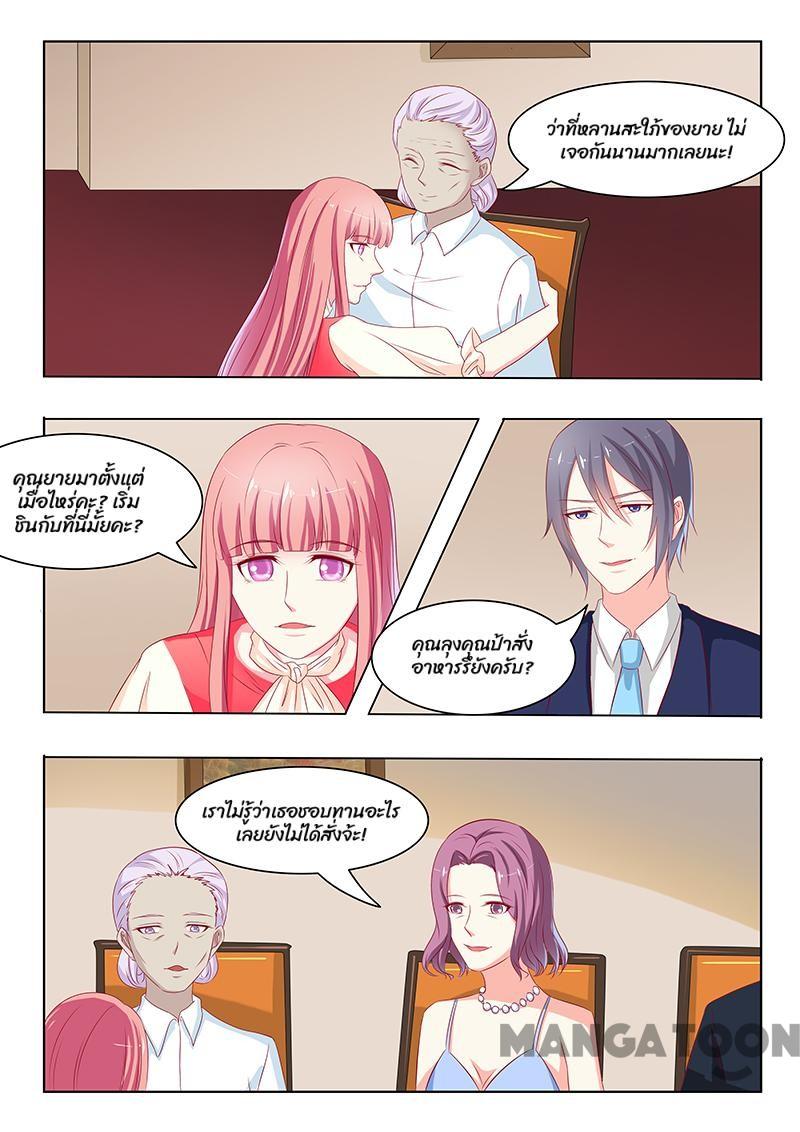 ว่าที่หลานสะใภ้ของยาย ไม่
เจอกันนานมากเลยนะ!
คุณยายมาตั้งแต่
เมื่อไหร่คะ? เริ่ม
ชินกับที่นี่มั้ยคะ?
คุณลุงคุณป้าสั่ง
อาหารรึยังครับ?
เราไม่รู้ว่าเธอชอบทานอะไร
เลยยังไม่ได้สั่งจ้ะ!
MANGATOON